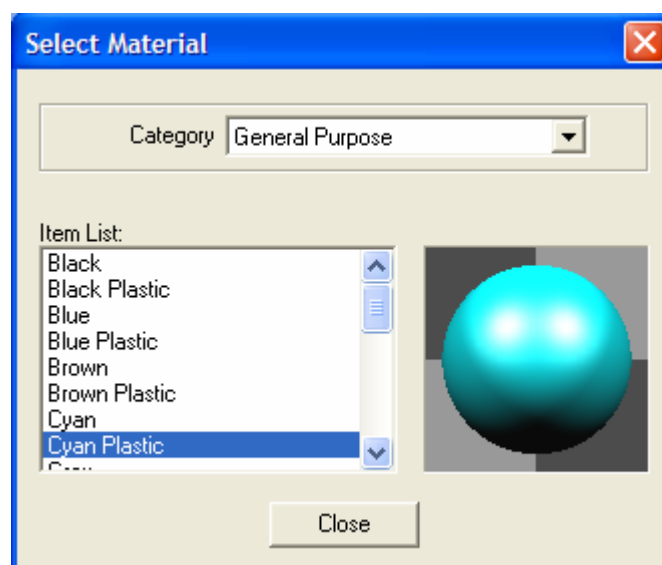 Select Material
Category
General Purpose
Item List:
Black
Black Plastic
Blue
Blue Plastic
Brown
Brown Plastic
Cyan
Cyan Plastic
Close